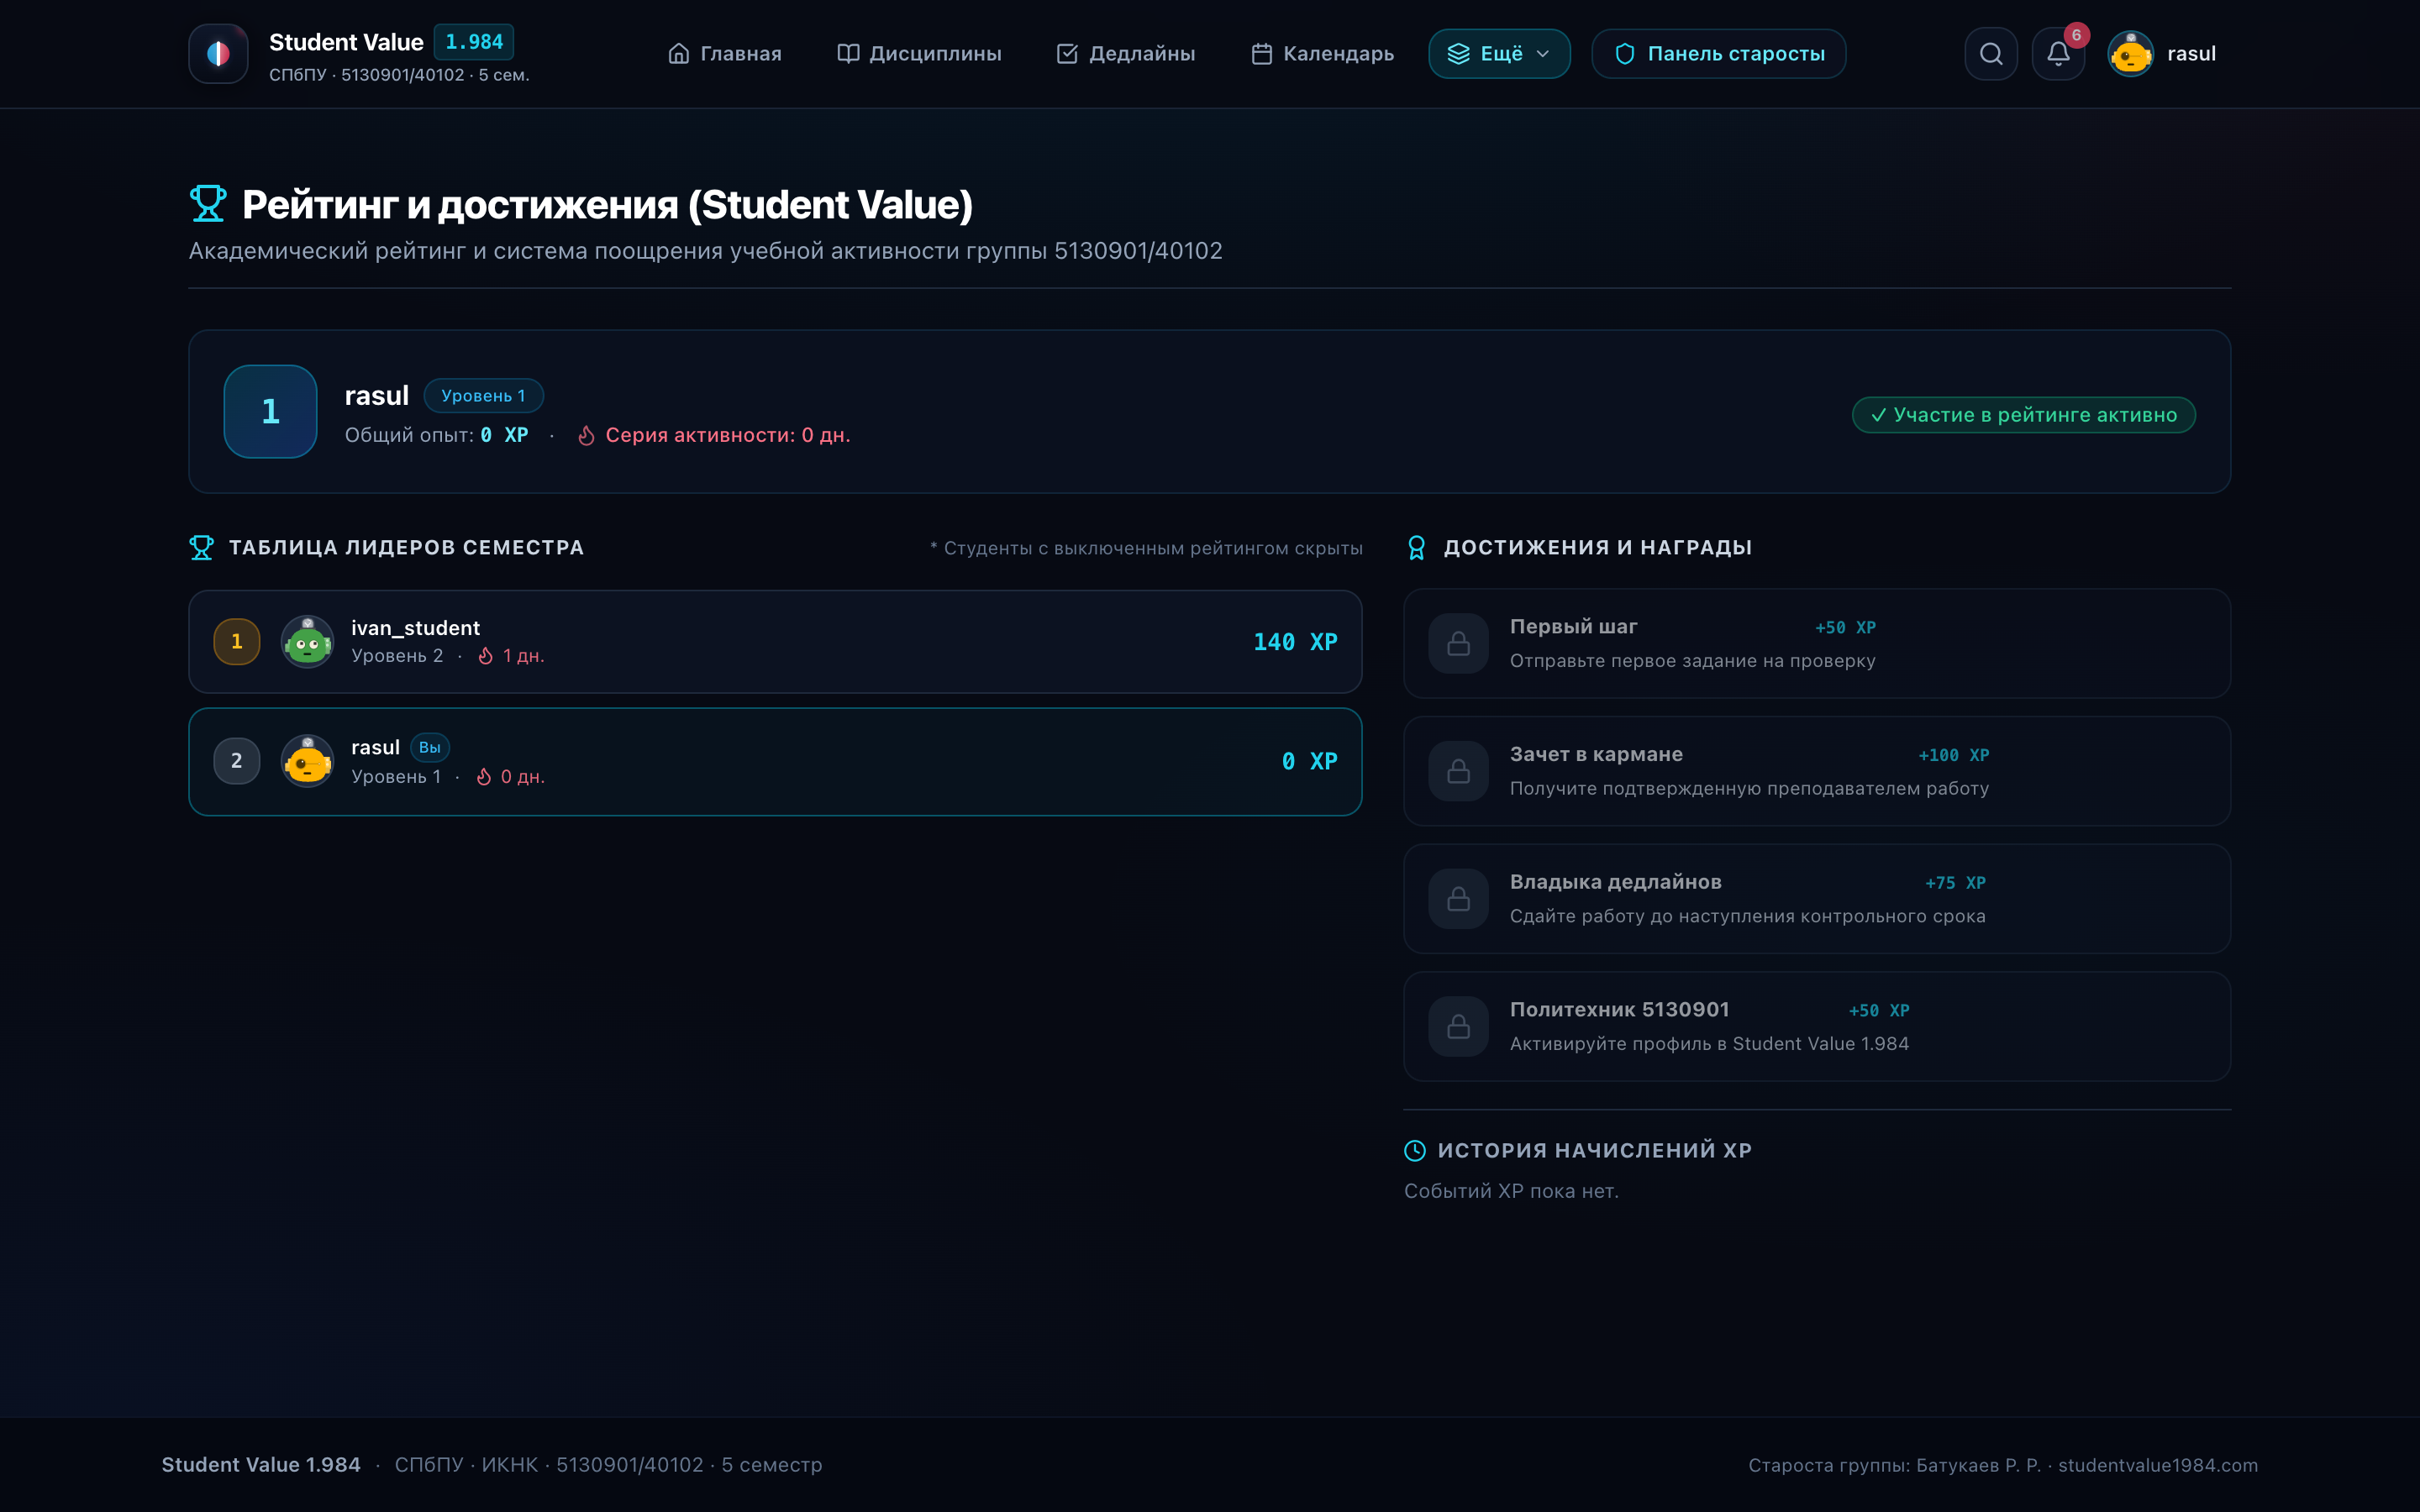 Student Value 1.984
СПбПУ · 5130901/40102 · 5 сем.
Главная
Дисциплины
Дедлайны
Календарь
Ещё
Панель старосты
6
rasul
Рейтинг и достижения (Student Value)
Академический рейтинг и система поощрения учебной активности группы 5130901/40102
1
rasul Уровень 1
Общий опыт: 0 XP · Серия активности: 0 дн.
✓ Участие в рейтинге активно
ТАБЛИЦА ЛИДЕРОВ СЕМЕСТРА
* Студенты с выключенным рейтингом скрыты
1
ivan_student
Уровень 2 · 1 дн.
140 XP
2
rasul Вы
Уровень 1 · 0 дн.
0 XP
ДОСТИЖЕНИЯ И НАГРАДЫ
Первый шаг +50 XP
Отправьте первое задание на проверку
Зачет в кармане +100 XP
Получите подтвержденную преподавателем работу
Владыка дедлайнов +75 XP
Сдайте работу до наступления контрольного срока
Политехник 5130901 +50 XP
Активируйте профиль в Student Value 1.984
ИСТОРИЯ НАЧИСЛЕНИЙ XP
Событий XP пока нет.
Student Value 1.984 · СПбПУ · ИКНК · 5130901/40102 · 5 семестр
Староста группы: Батукаев Р. Р. · studentvalue1984.com